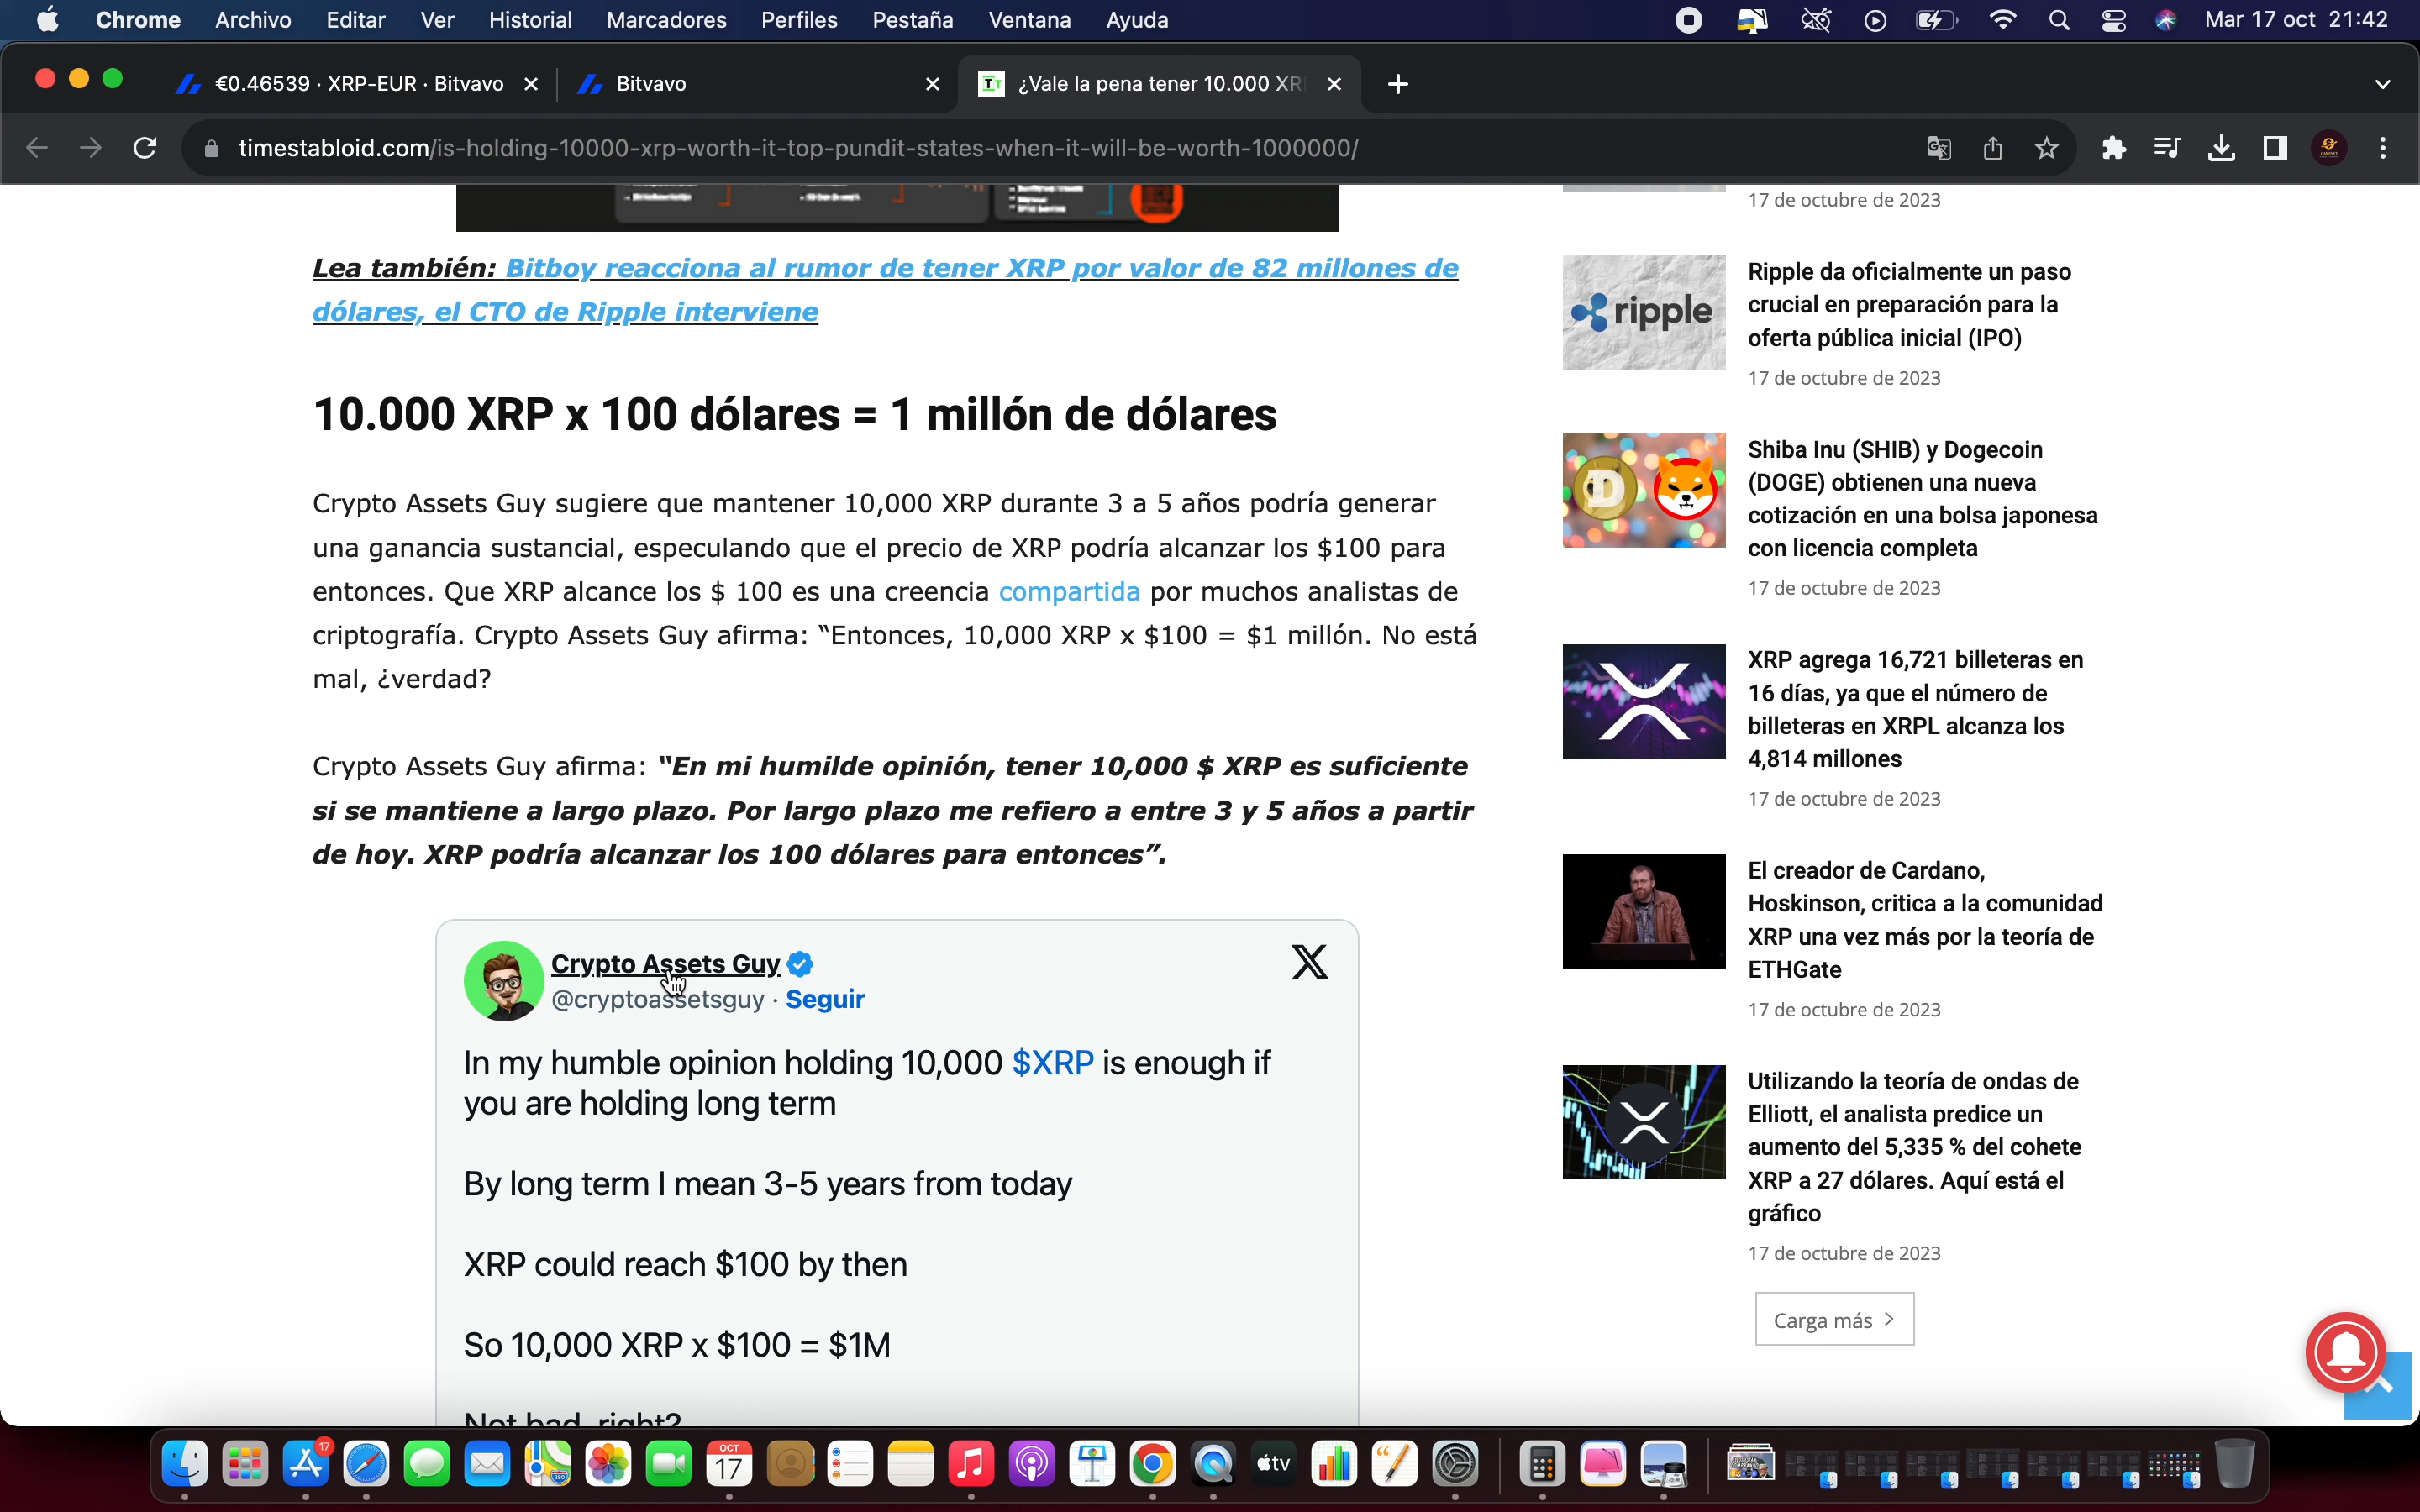 Chrome Archivo Editar Ver Historial Marcadores Perfiles Pestaña Ventana Ayuda Mar 17 oct 21:42
€0.46539 · XRP-EUR · Bitvavo
Bitvavo
¿Vale la pena tener 10.000 XR
timestabloid.com/is-holding-10000-xrp-worth-it-top-pundit-states-when-it-will-be-worth-1000000/
Lea también: Bitboy reacciona al rumor de tener XRP por valor de 82 millones de
dólares, el CTO de Ripple interviene
10.000 XRP x 100 dólares = 1 millón de dólares
Crypto Assets Guy sugiere que mantener 10,000 XRP durante 3 a 5 años podría generar
una ganancia sustancial, especulando que el precio de XRP podría alcanzar los $100 para
entonces. Que XRP alcance los $ 100 es una creencia compartida por muchos analistas de
criptografía. Crypto Assets Guy afirma: “Entonces, 10,000 XRP x $100 = $1 millón. No está
mal, ¿verdad?
Crypto Assets Guy afirma: “En mi humilde opinión, tener 10,000 $ XRP es suficiente
si se mantiene a largo plazo. Por largo plazo me refiero a entre 3 y 5 años a partir
de hoy. XRP podría alcanzar los 100 dólares para entonces”.
Crypto Assets Guy
@cryptoassetsguy · Seguir
In my humble opinion holding 10,000 $XRP is enough if
you are holding long term
By long term I mean 3-5 years from today
XRP could reach $100 by then
So 10,000 XRP x $100 = $1M
Not bad, right?
17 de octubre de 2023
ripple
Ripple da oficialmente un paso
crucial en preparación para la
oferta pública inicial (IPO)
17 de octubre de 2023
Shiba Inu (SHIB) y Dogecoin
(DOGE) obtienen una nueva
cotización en una bolsa japonesa
con licencia completa
17 de octubre de 2023
XRP agrega 16,721 billeteras en
16 días, ya que el número de
billeteras en XRPL alcanza los
4,814 millones
17 de octubre de 2023
El creador de Cardano,
Hoskinson, critica a la comunidad
XRP una vez más por la teoría de
ETHGate
17 de octubre de 2023
Utilizando la teoría de ondas de
Elliott, el analista predice un
aumento del 5,335 % del cohete
XRP a 27 dólares. Aquí está el
gráfico
17 de octubre de 2023
Carga más
17
OCT
17
tv